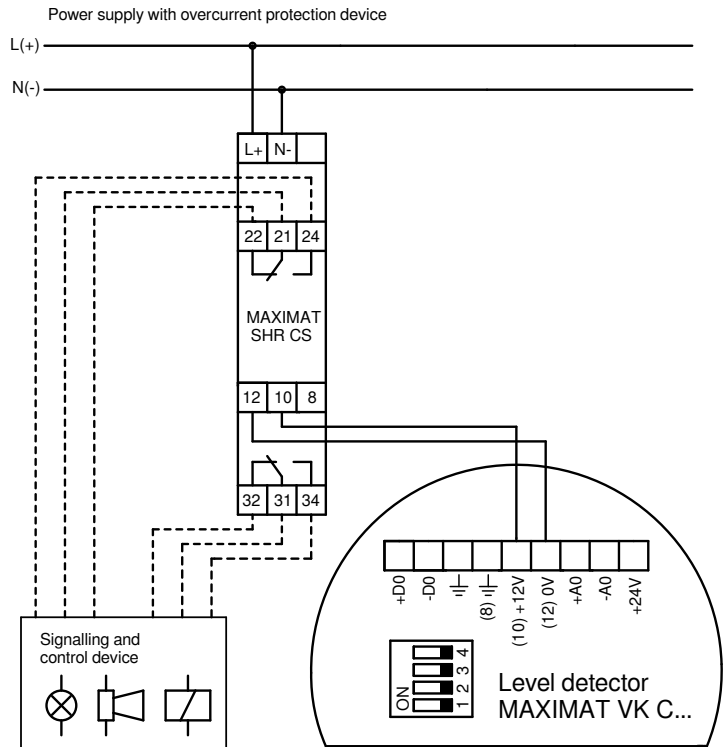 Power supply with overcurrent protection device
L(+)
N(-)
L+ N-
22 21 24
MAXIMAT
SHR CS
12 10 8
32 31 34
+D0
-D0
(8)
(10) +12V
(12) 0V
+A0
-A0
+24V
Signalling and
control device
ON
1 2 3 4
Level detector
MAXIMAT VK C...